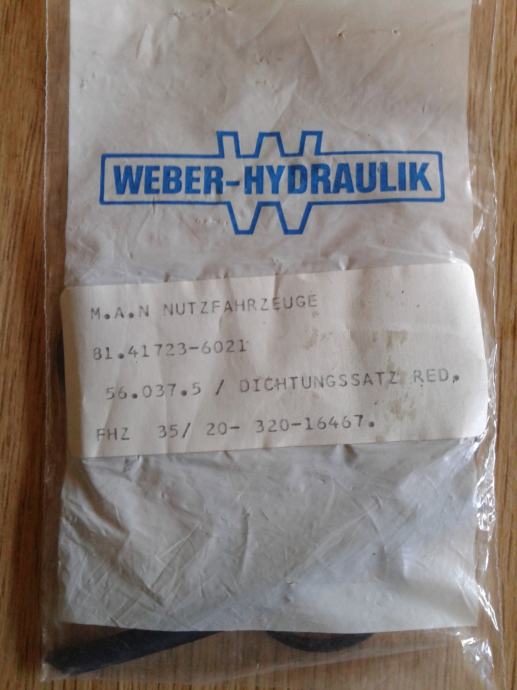 WEBER-HYDRAULIK
M.A.N NUTZFAHRZEUGE
81.41723-6021
56.037.5 / DICHTUNGSSATZ RED.
FHZ 35/ 20- 320-16467.